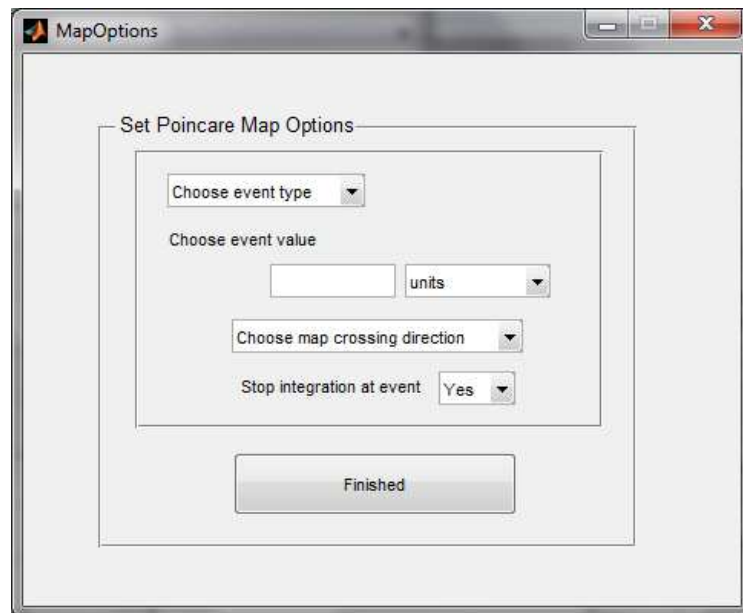 MapOptions
Set Poincare Map Options
Choose event type
Choose event value
units
Choose map crossing direction
Stop integration at event Yes
Finished